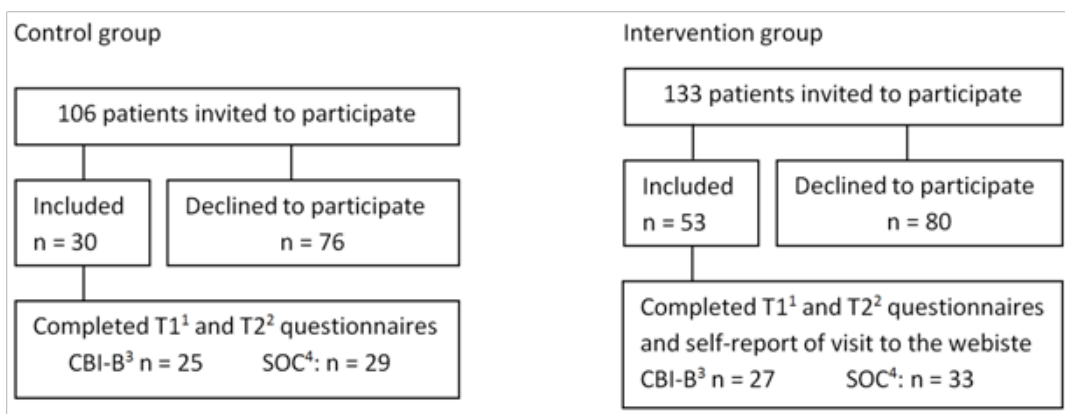 Control group
106 patients invited to participate
Included
n = 30
Declined to participate
n = 76
Completed T1¹ and T2² questionnaires
CBI-B³ n = 25 SOC⁴: n = 29
Intervention group
133 patients invited to participate
Included
n = 53
Declined to participate
n = 80
Completed T1¹ and T2² questionnaires
and self-report of visit to the webiste
CBI-B³ n = 27 SOC⁴: n = 33